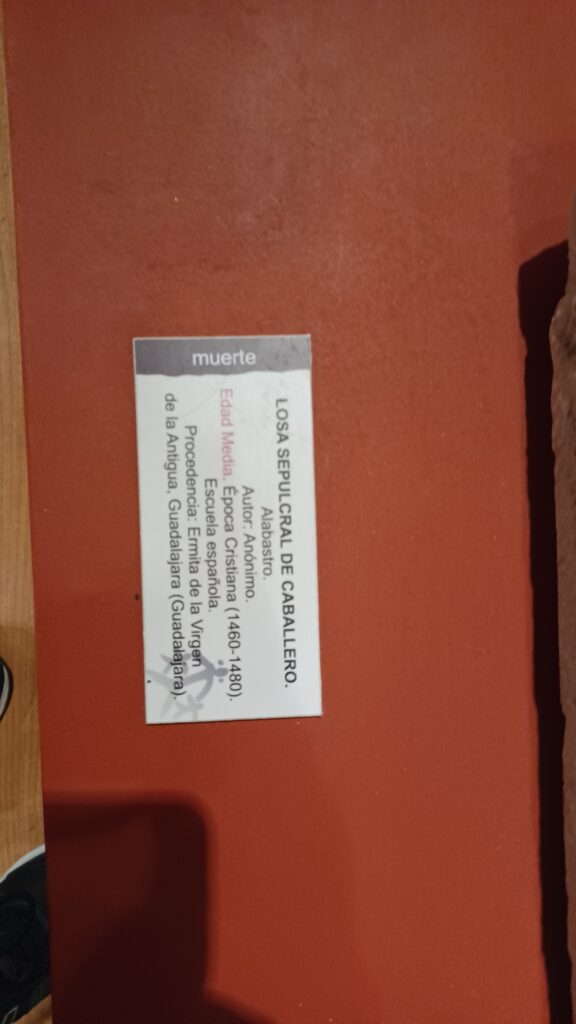 muerte
LOSA SEPULCRAL DE CABALLERO.
Alabastro.
Autor: Anónimo.
Edad Media. Época Cristiana (1460-1480).
Escuela española.
Procedencia: Ermita de la Virgen
de la Antigua, Guadalajara (Guadalajara).